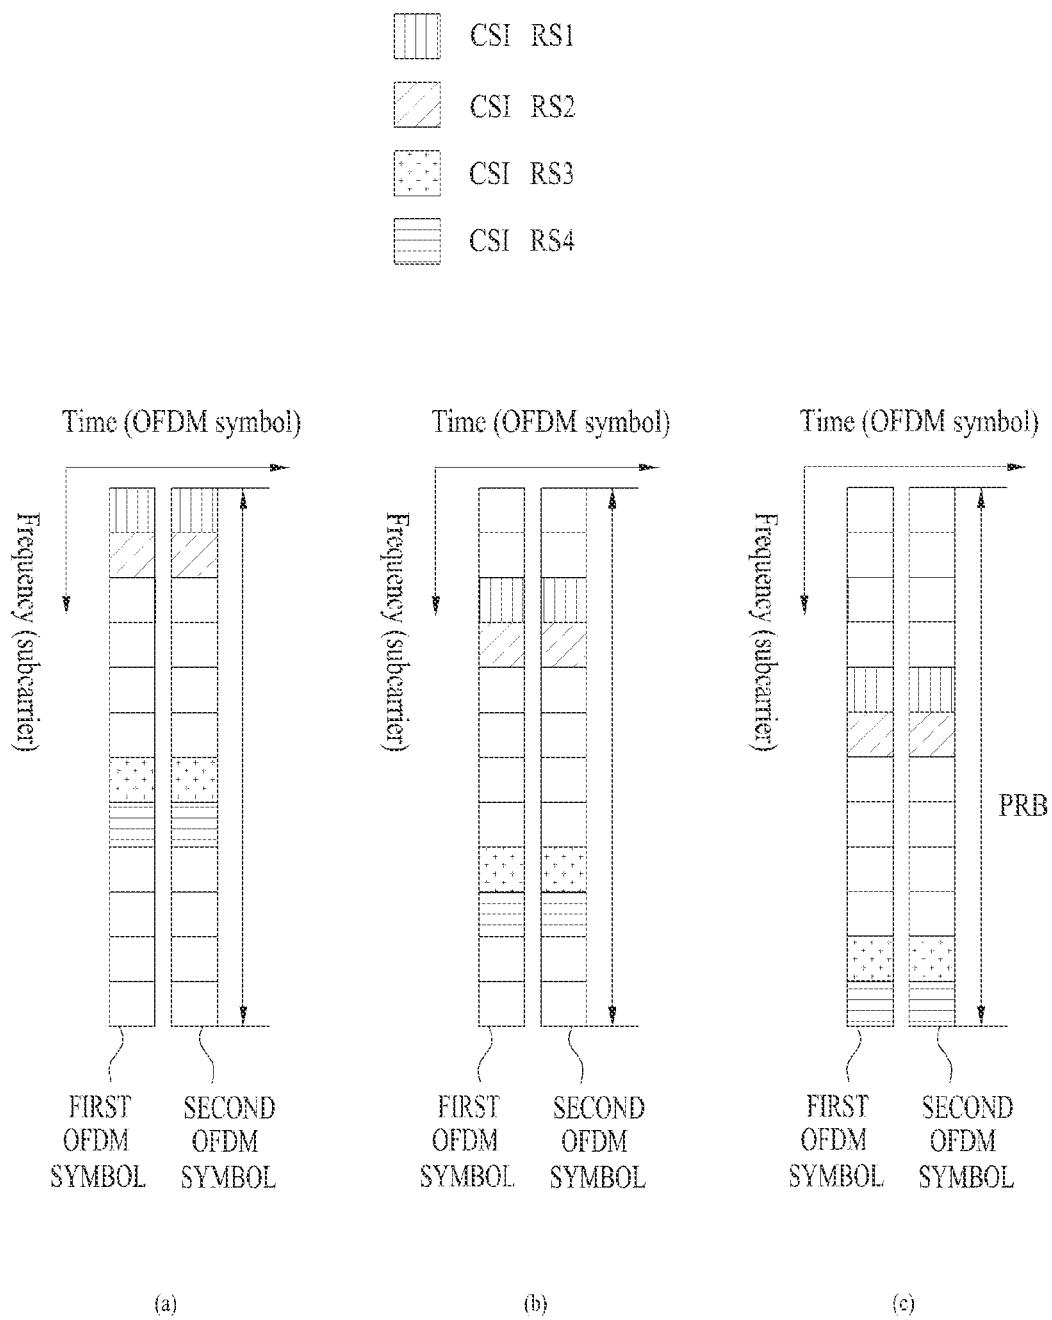 CSI RS1
CSI RS2
CSI RS3
CSI RS4
Time (OFDM symbol)
Frequency (subcarrier)
FIRST
OFDM
SYMBOL
SECOND
OFDM
SYMBOL
(a)
Time (OFDM symbol)
Frequency (subcarrier)
FIRST
OFDM
SYMBOL
SECOND
OFDM
SYMBOL
(b)
Time (OFDM symbol)
Frequency (subcarrier)
PRB
FIRST
OFDM
SYMBOL
SECOND
OFDM
SYMBOL
(c)